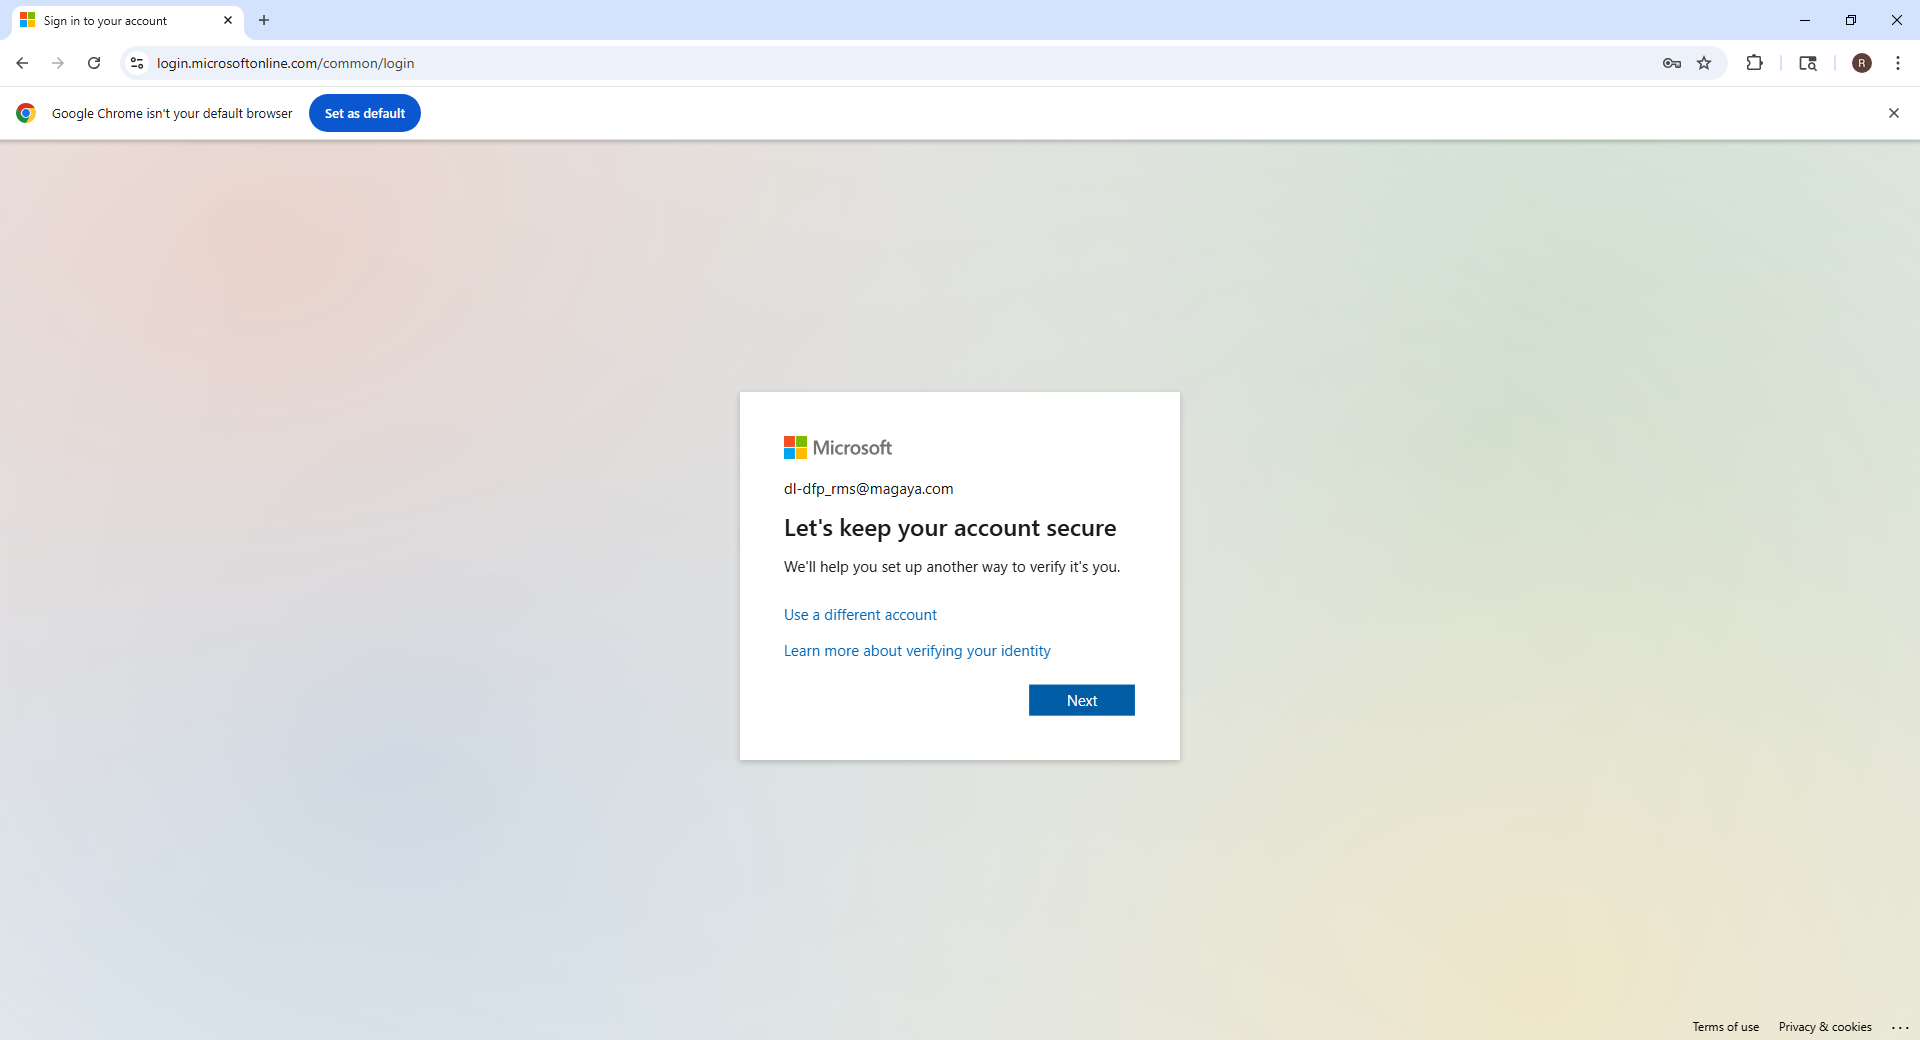 Sign in to your account
login.microsoftonline.com/common/login
R
Google Chrome isn't your default browser
Set as default
Microsoft
dl-dfp_rms@magaya.com
Let's keep your account secure
We'll help you set up another way to verify it's you.
Use a different account
Learn more about verifying your identity
Next
Terms of use
Privacy & cookies
...